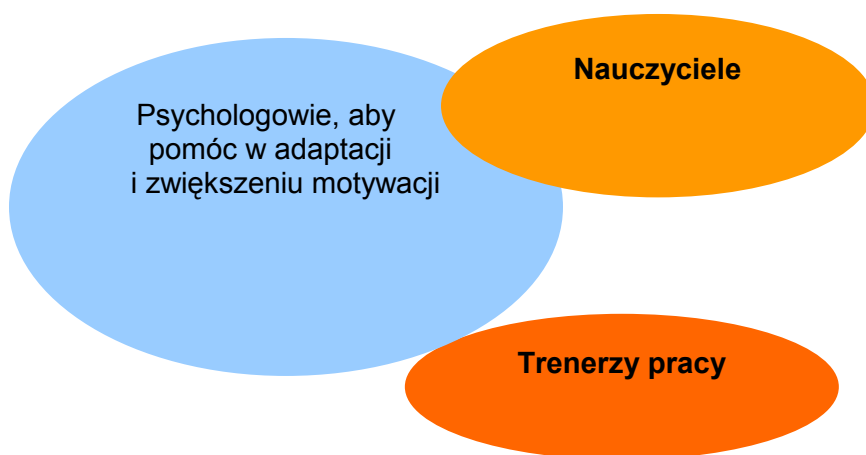 Psychologowie, aby
pomóc w adaptacji
i zwiększeniu motywacji
Nauczyciele
Trenerzy pracy